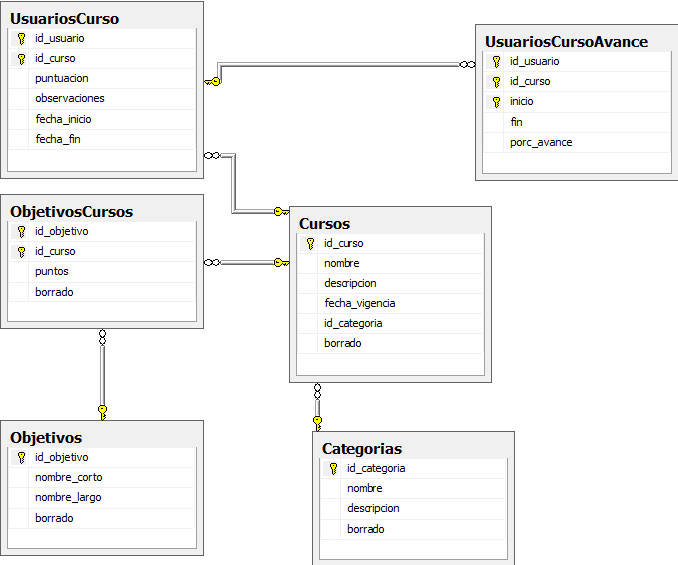 UsuariosCurso
id_usuario
id_curso
puntuacion
observaciones
fecha_inicio
fecha_fin
UsuariosCursoAvance
id_usuario
id_curso
inicio
fin
porc_avance
ObjetivosCursos
id_objetivo
id_curso
puntos
borrado
Cursos
id_curso
nombre
descripcion
fecha_vigencia
id_categoria
borrado
Objetivos
id_objetivo
nombre_corto
nombre_largo
borrado
Categorias
id_categoria
nombre
descripcion
borrado